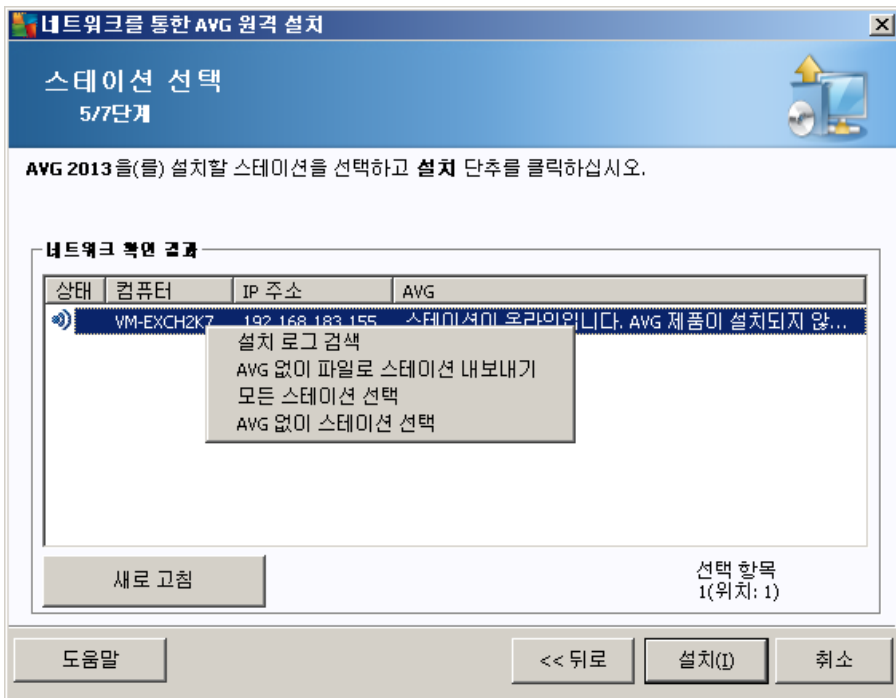 네트워크를 통한 AVG 원격 설치
스테이션 선택
5/7단계
AVG 2013을(를) 설치할 스테이션을 선택하고 설치 단추를 클릭하십시오.
네트워크 확인 결과
상태 컴퓨터 IP 주소 AVG
VM-EXCH2K7 192.168.183.155 스테이션이 온라인입니다. AVG 제품이 설치되지 않...
설치 로그 검색
AVG 없이 파일로 스테이션 내보내기
모든 스테이션 선택
AVG 없이 스테이션 선택
새로 고침
선택 항목
1(위치: 1)
도움말 << 뒤로 설치(I) 취소